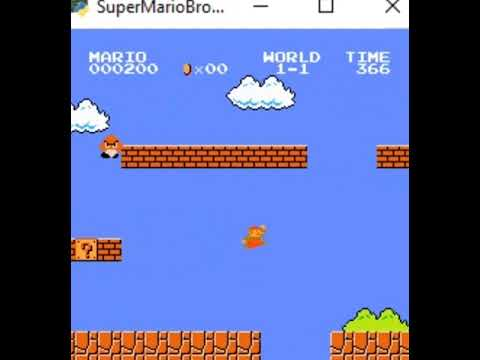 SuperMarioBro...
MARIO WORLD TIME
000200 ×00 1-1 366
?